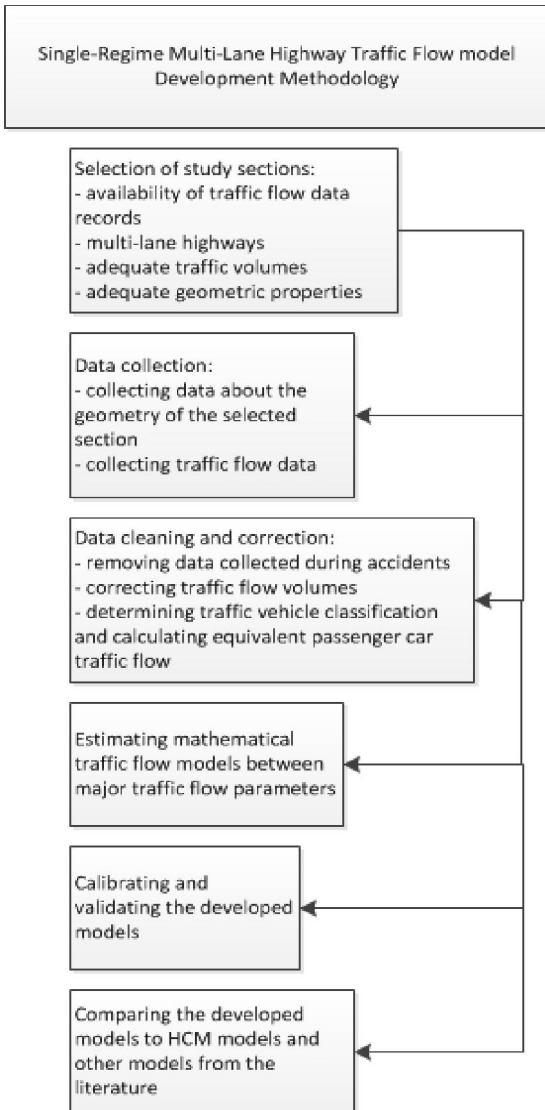 Single-Regime Multi-Lane Highway Traffic Flow model
Development Methodology
Selection of study sections:
- availability of traffic flow data
records
- multi-lane highways
- adequate traffic volumes
- adequate geometric properties
Data collection:
- collecting data about the
geometry of the selected
section
- collecting traffic flow data
Data cleaning and correction:
- removing data collected during accidents
- correcting traffic flow volumes
- determining traffic vehicle classification
and calculating equivalent passenger car
traffic flow
Estimating mathematical
traffic flow models between
major traffic flow parameters
Calibrating and
validating the developed
models
Comparing the developed
models to HCM models and
other models from the
literature